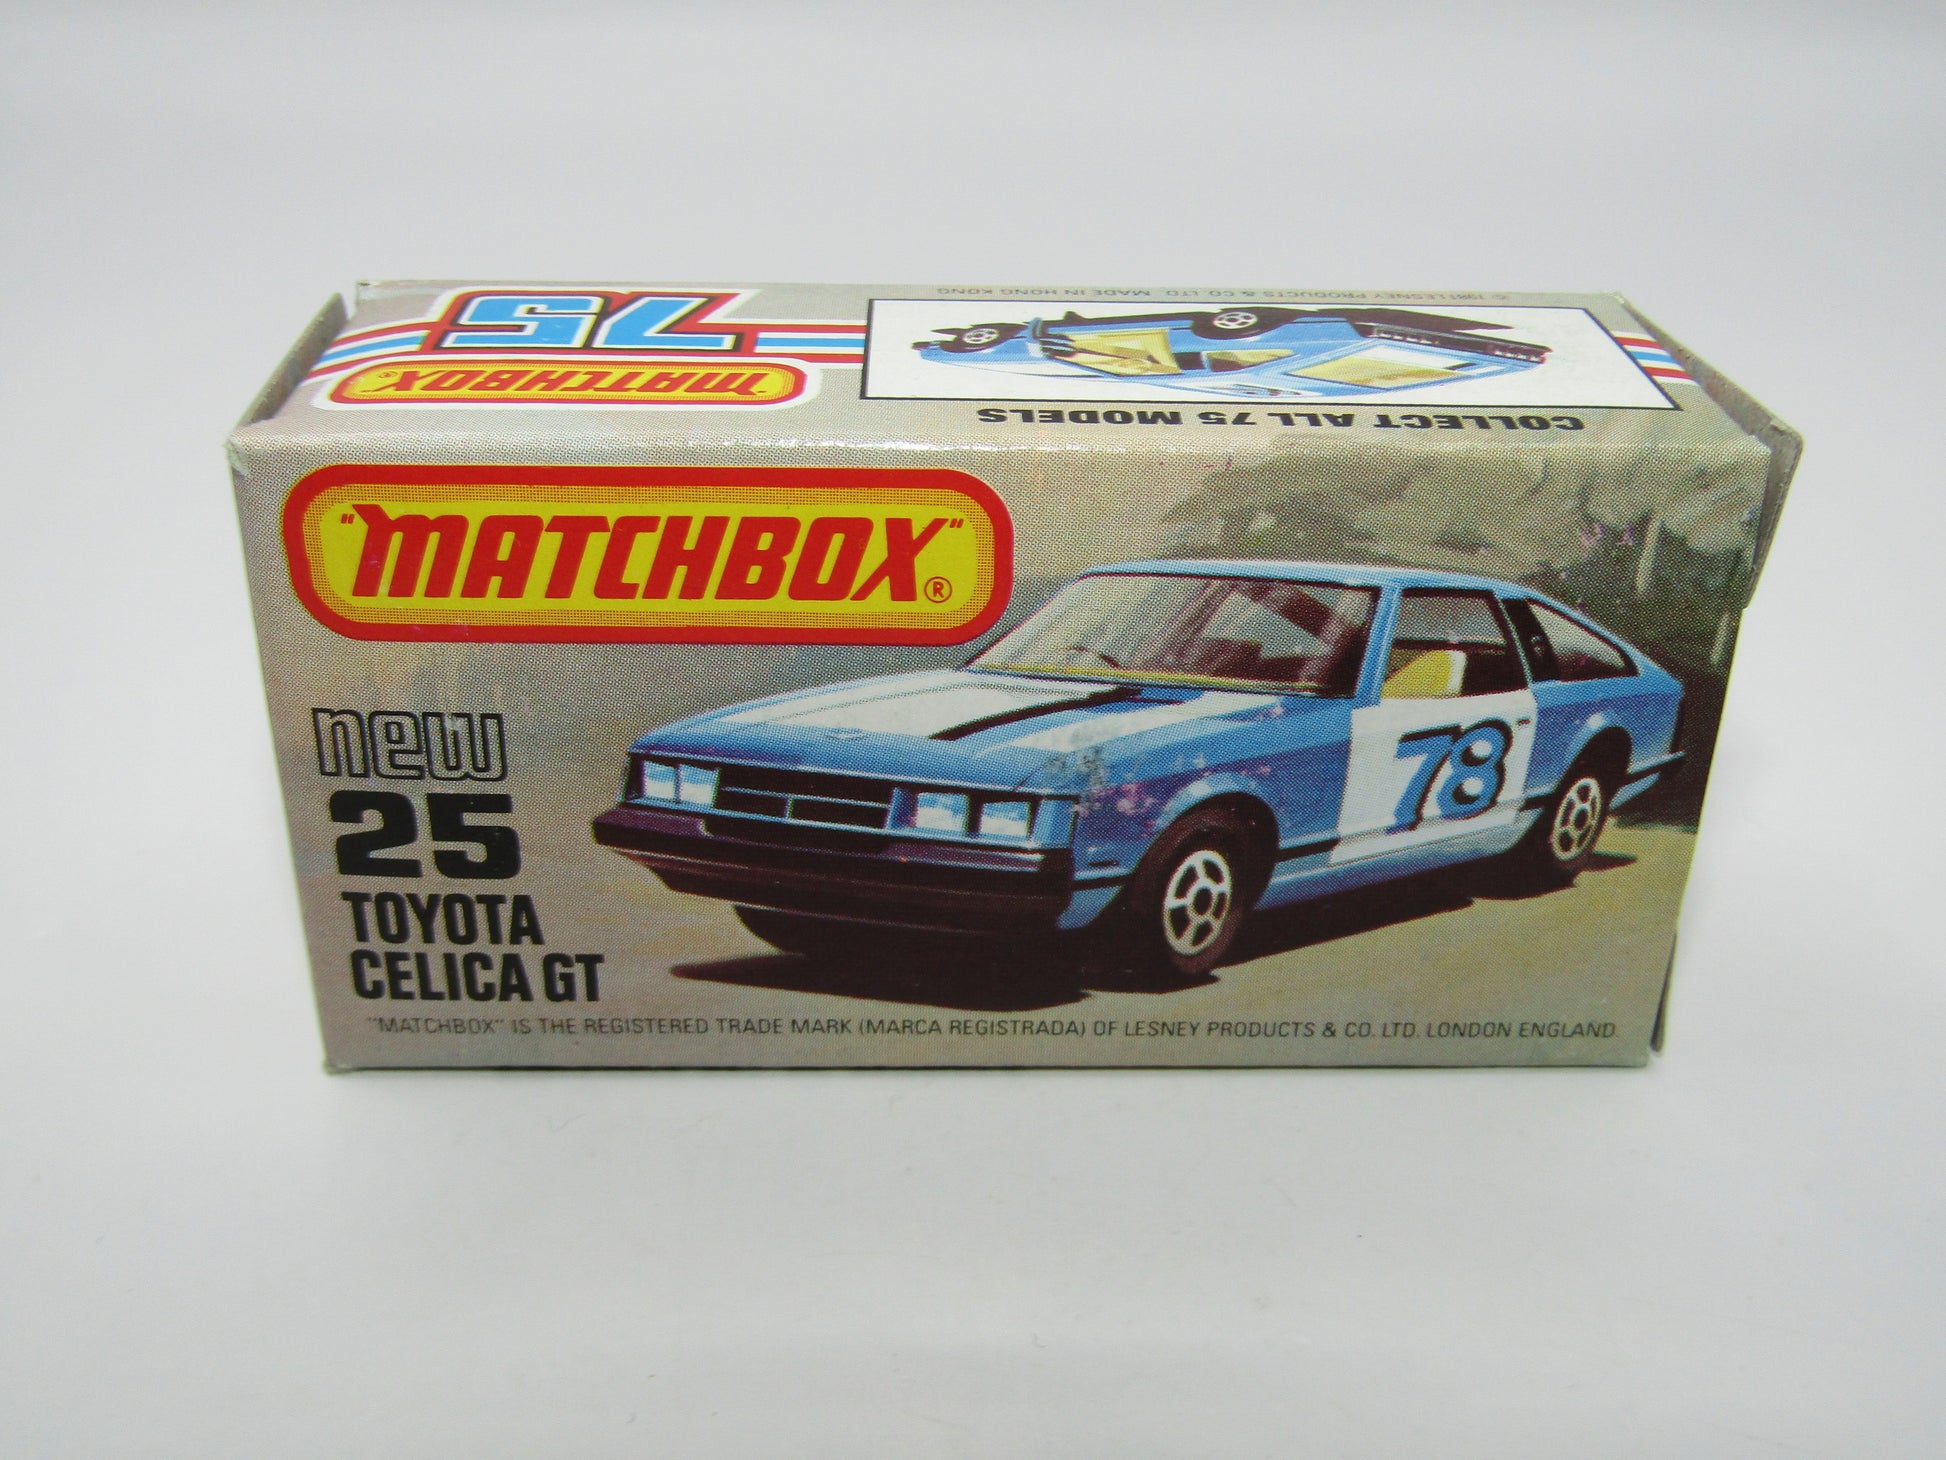 © 1981 LESNEY PRODUCTS & CO. LTD. MADE IN HONG KONG
75
"MATCHBOX"®
COLLECT ALL 75 MODELS
"MATCHBOX"®
new
25
TOYOTA
CELICA GT
78
"MATCHBOX" IS THE REGISTERED TRADE MARK (MARCA REGISTRADA) OF LESNEY PRODUCTS & CO. LTD. LONDON ENGLAND.